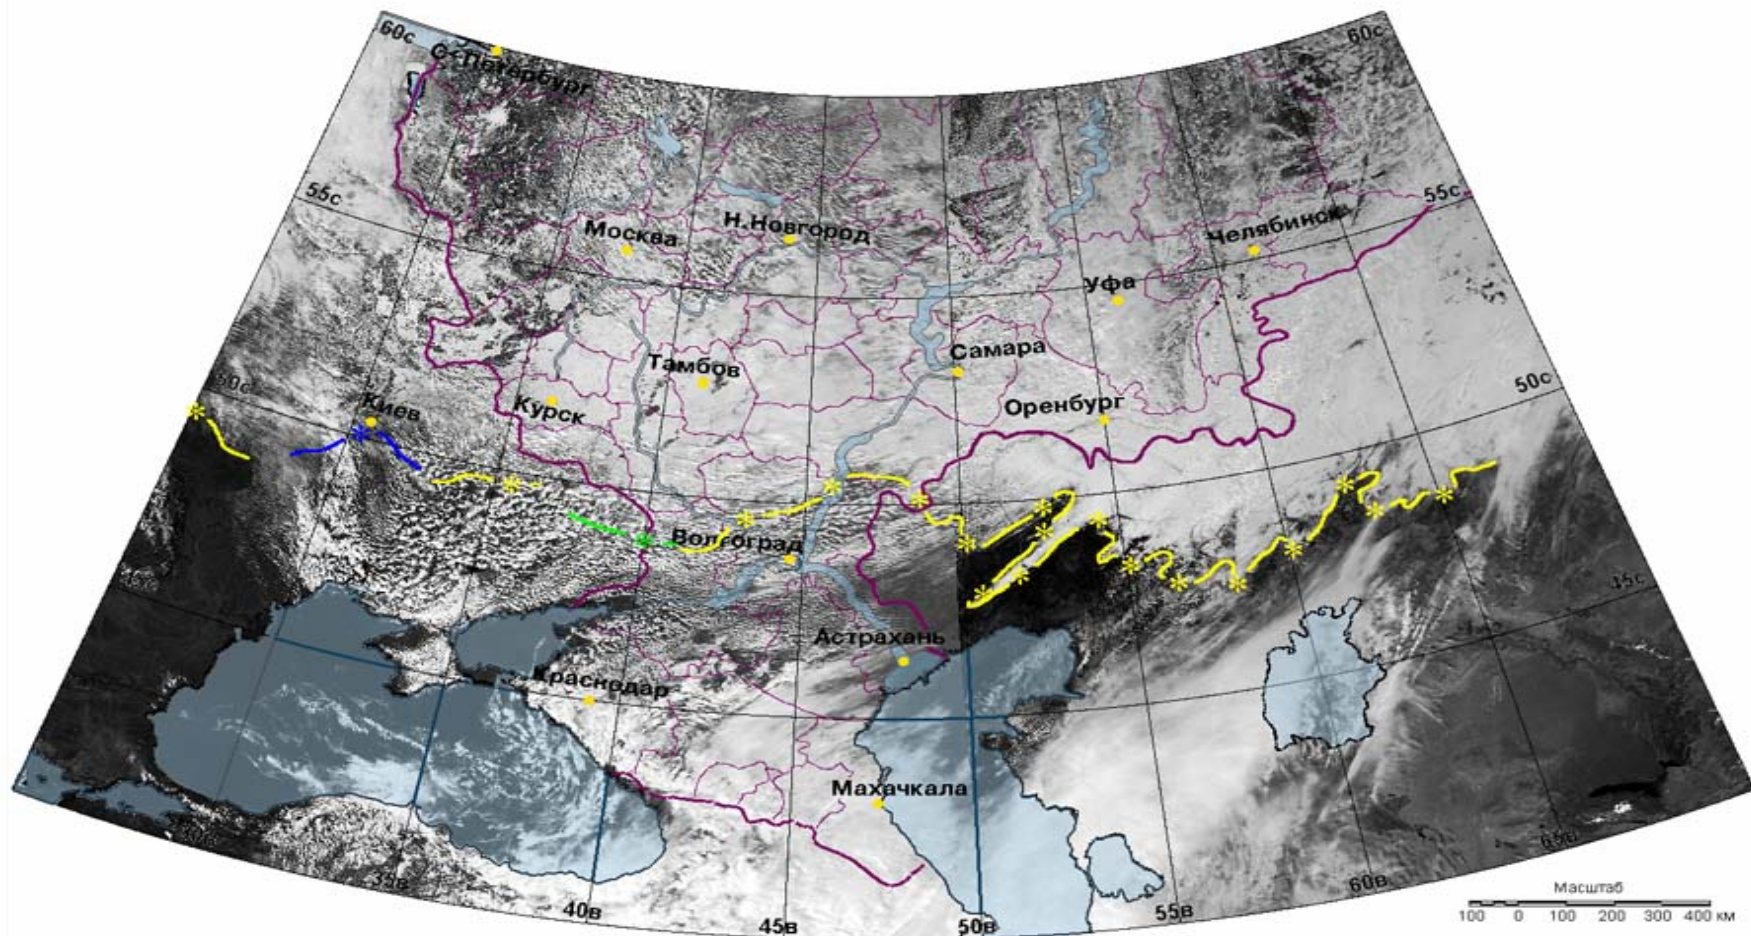 60с
60с
С-Петербург
55с
55с
Москва
Н.Новгород
Челябинск
Уфа
Самара
Тамбов
50с
50с
Киев
Курск
Оренбург
Волгоград
45с
Астрахань
Краснодар
Махачкала
35в
40в
45в
50в
55в
60в
65в
Масштаб
100 0 100 200 300 400 км